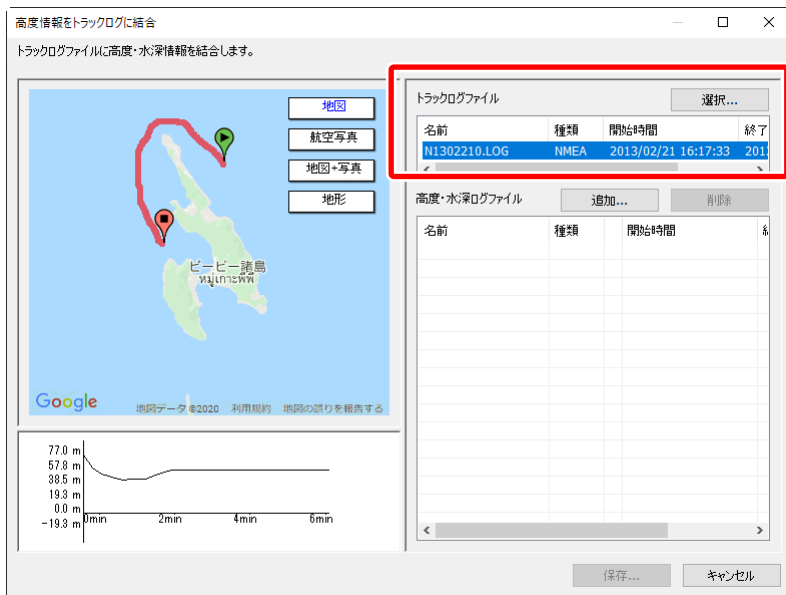 高度情報をトラックログに結合
トラックログファイルに高度・水深情報を結合します。
地図
航空写真
地図+写真
地形
ピーピー諸島
หมู่เกาะพีพี
Google
地図データ ©2020 利用規約 地図の誤りを報告する
77.0 m
57.8 m
38.5 m
19.3 m
0.0 m
-19.3 m
0min 2min 4min 6min
トラックログファイル 選択...
名前 種類 開始時間 終了
N1302210.LOG NMEA 2013/02/21 16:17:33 201
高度・水深ログファイル 追加... 削除
名前 種類 開始時間
保存... キャンセル